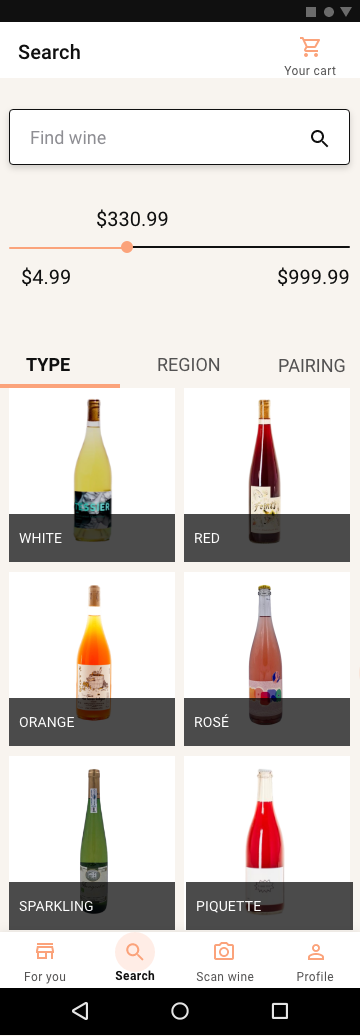 Search
Your cart
Find wine
$330.99
$4.99
$999.99
TYPE
REGION
PAIRING
WHITE
RED
ORANGE
ROSÉ
SPARKLING
PIQUETTE
For you
Search
Scan wine
Profile